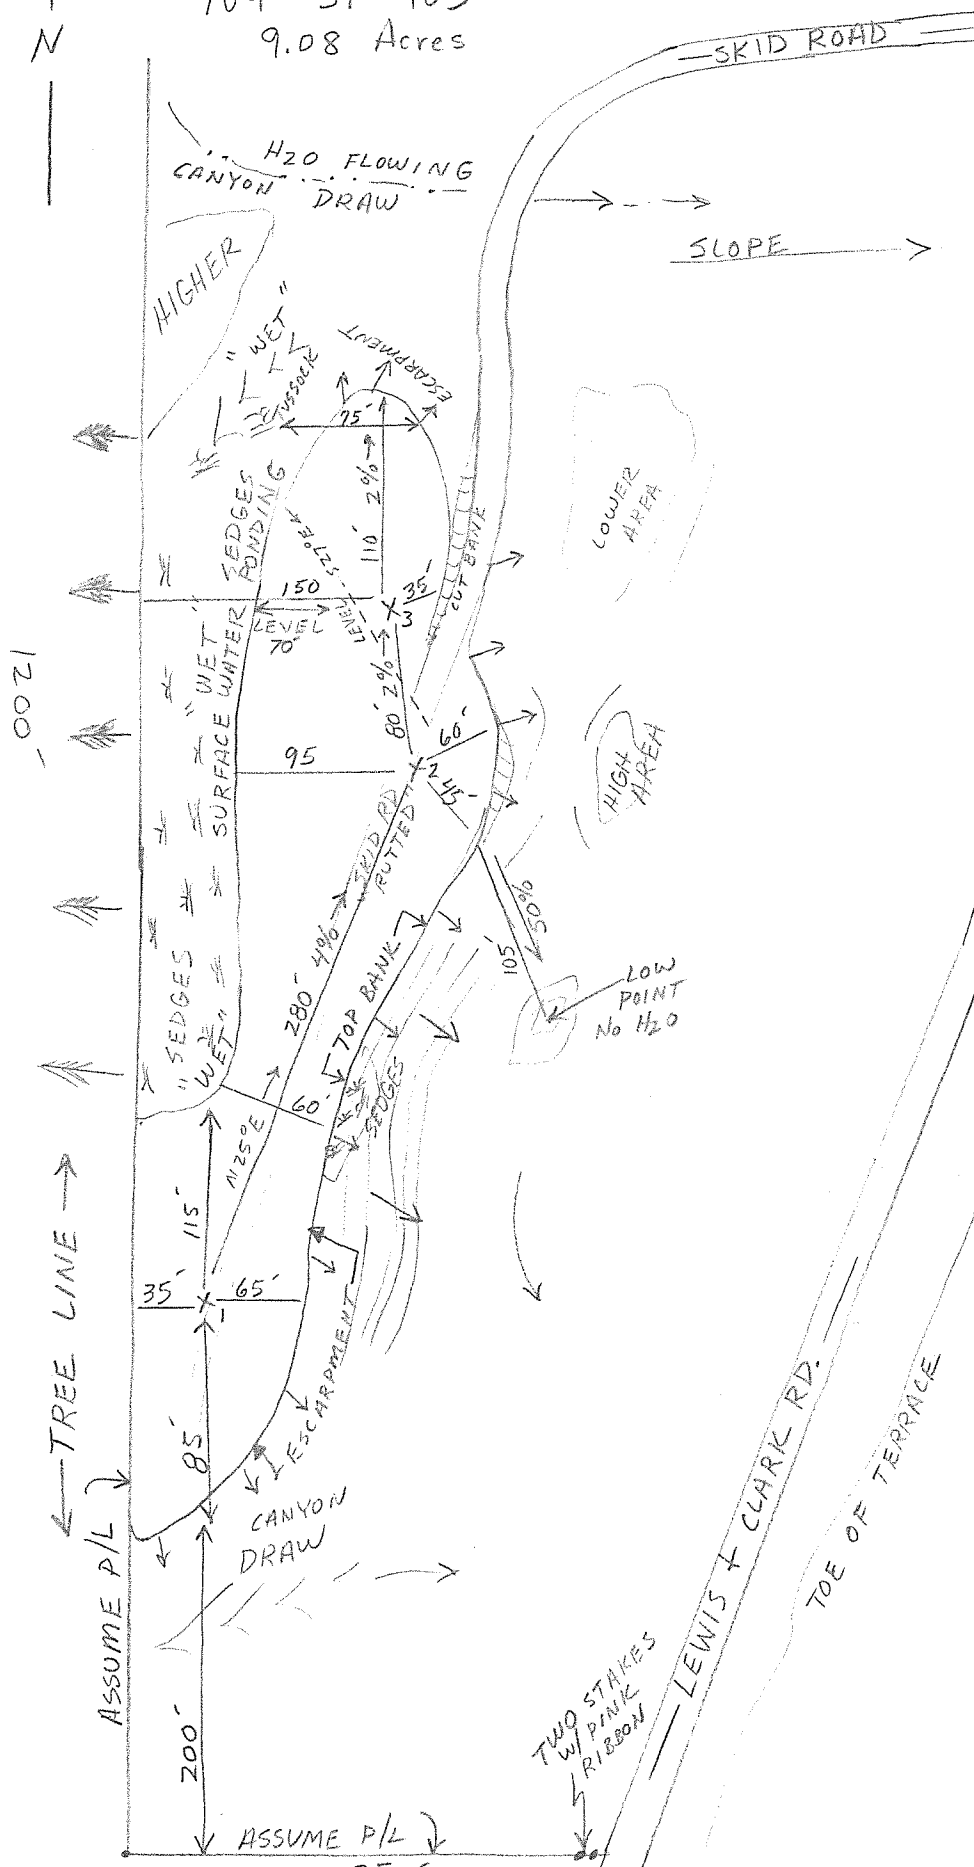 N
9.08 Acres
SKID ROAD
H2O FLOWING
CANYON DRAW
SLOPE
HIGHER
"WET"
TUSSOCK
ESCARPMENT
75'
2%
110'
SEDGES
PONDING
LEVEL
S27°E
150
35'
3
LEVEL
70'
CUT BANK
LOWER
AREA
1200'
"WET"
SURFACE WATER
80' 2%
60'
2
45'
95
HIGH
AREA
SKID RD
RUTTED
50%
105'
LOW
POINT
No H2O
280' 4%
TOP BANK
"SEDGES
WET"
60'
SEDGES
N25°E
115'
35'
65'
1
←TREE LINE→
ESCARPMENT
85'
CANYON
DRAW
ASSUME P/L
200'
LEWIS + CLARK RD.
TOE OF TERRACE
TWO STAKES
W/ PINK
RIBBON
ASSUME P/L